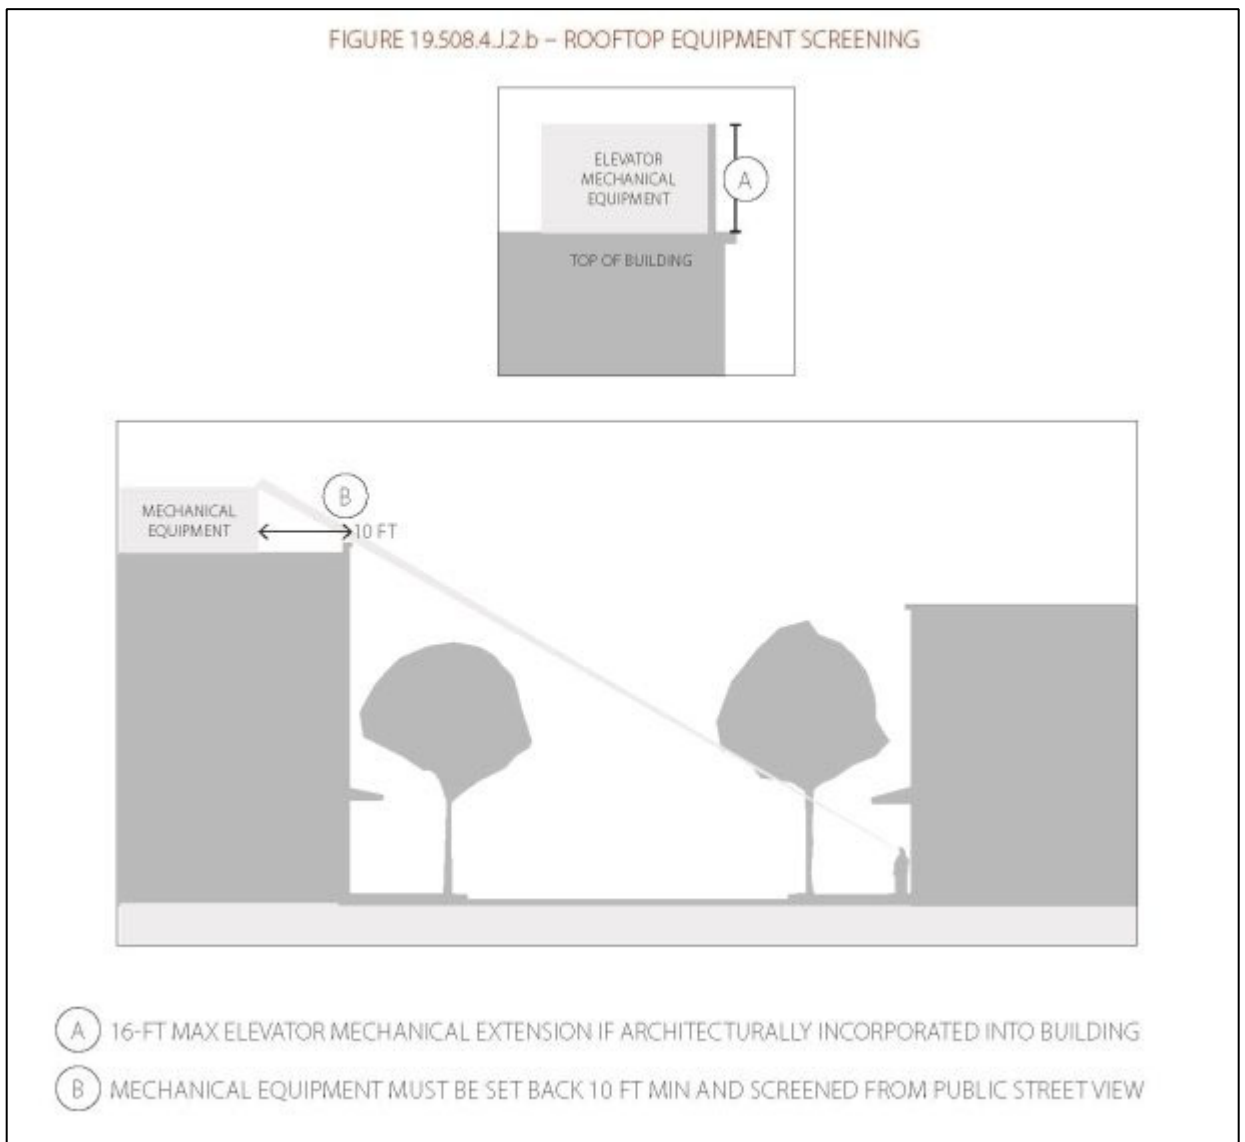 FIGURE 19.508.4.J.2.b – ROOFTOP EQUIPMENT SCREENING
ELEVATOR
MECHANICAL
EQUIPMENT
A
TOP OF BUILDING
B
MECHANICAL
EQUIPMENT
10 FT
A 16-FT MAX ELEVATOR MECHANICAL EXTENSION IF ARCHITECTURALLY INCORPORATED INTO BUILDING
B MECHANICAL EQUIPMENT MUST BE SET BACK 10 FT MIN AND SCREENED FROM PUBLIC STREET VIEW